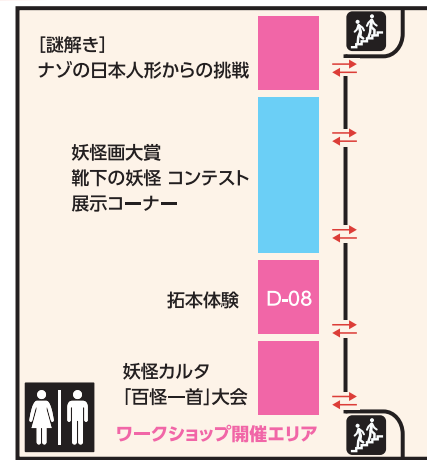 ［謎解き］
ナゾの日本人形からの挑戦
妖怪画大賞
靴下の妖怪 コンテスト
展示コーナー
拓本体験
D-08
妖怪カルタ
「百怪一首」大会
ワークショップ開催エリア